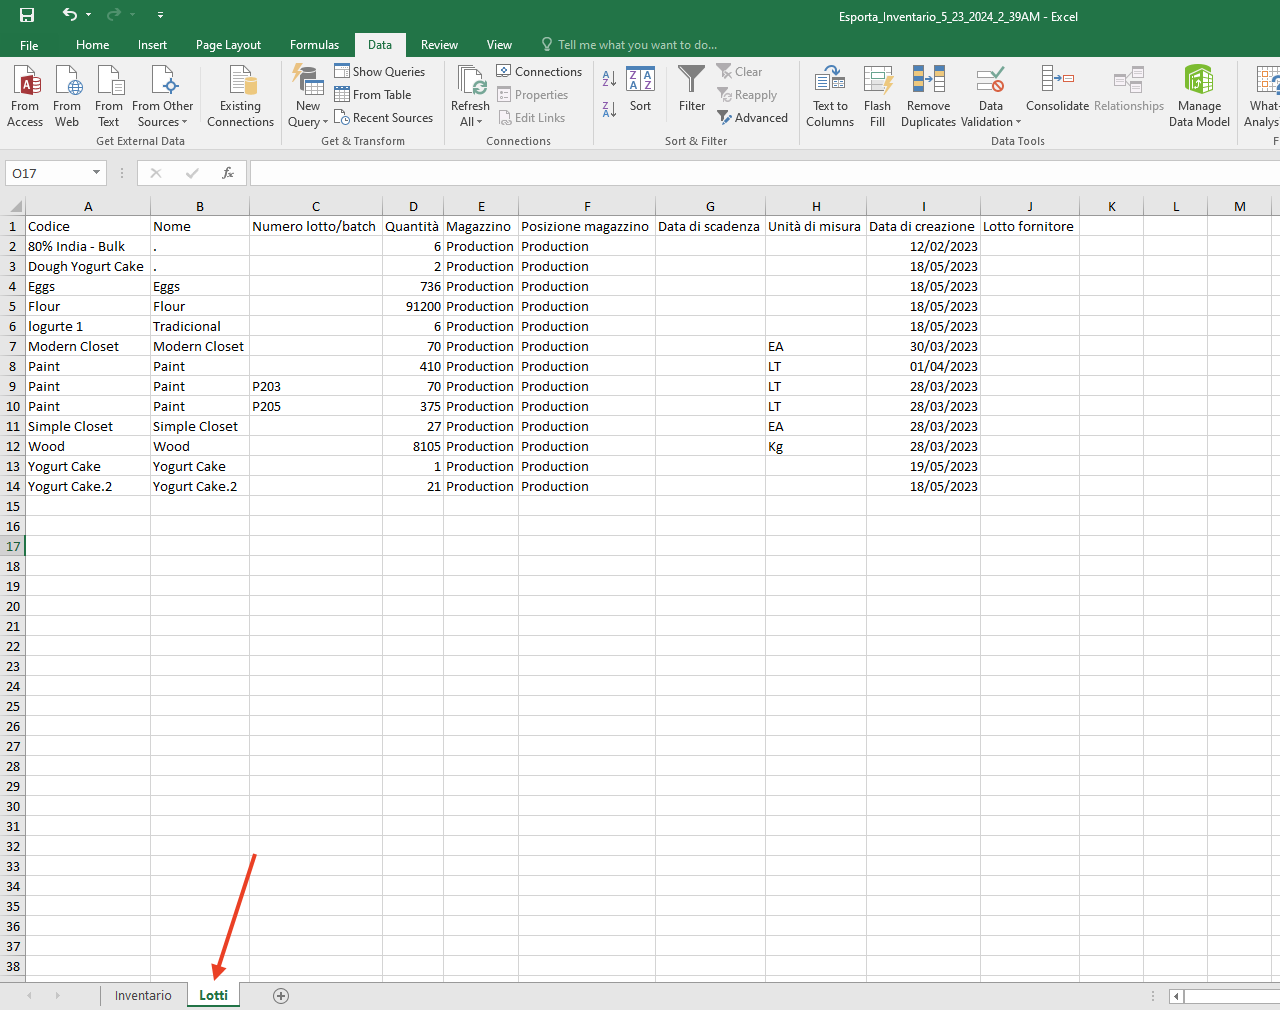 Esporta_Inventario_5_23_2024_2_39AM - Excel
File Home Insert Page Layout Formulas Data Review View Tell me what you want to do...
From Access From Web From Text From Other Sources Existing Connections
Get External Data
New Query Show Queries From Table Recent Sources
Get & Transform
Refresh All Connections Properties Edit Links
Connections
Sort Filter Clear Reapply Advanced
Sort & Filter
Text to Columns Flash Fill Remove Duplicates Data Validation Consolidate Relationships Manage Data Model
Data Tools
What- Analys
O17 fx
A B C D E F G H I J K L M
1 Codice Nome Numero lotto/batch Quantità Magazzino Posizione magazzino Data di scadenza Unità di misura Data di creazione Lotto fornitore
2 80% India - Bulk . 6 Production Production 12/02/2023
3 Dough Yogurt Cake . 2 Production Production 18/05/2023
4 Eggs Eggs 736 Production Production 18/05/2023
5 Flour Flour 91200 Production Production 18/05/2023
6 Iogurte 1 Tradicional 6 Production Production 18/05/2023
7 Modern Closet Modern Closet 70 Production Production EA 30/03/2023
8 Paint Paint 410 Production Production LT 01/04/2023
9 Paint Paint P203 70 Production Production LT 28/03/2023
10 Paint Paint P205 375 Production Production LT 28/03/2023
11 Simple Closet Simple Closet 27 Production Production EA 28/03/2023
12 Wood Wood 8105 Production Production Kg 28/03/2023
13 Yogurt Cake Yogurt Cake 1 Production Production 19/05/2023
14 Yogurt Cake.2 Yogurt Cake.2 21 Production Production 18/05/2023
15
16
17
18
19
20
21
22
23
24
25
26
27
28
29
30
31
32
33
34
35
36
37
38
Inventario Lotti